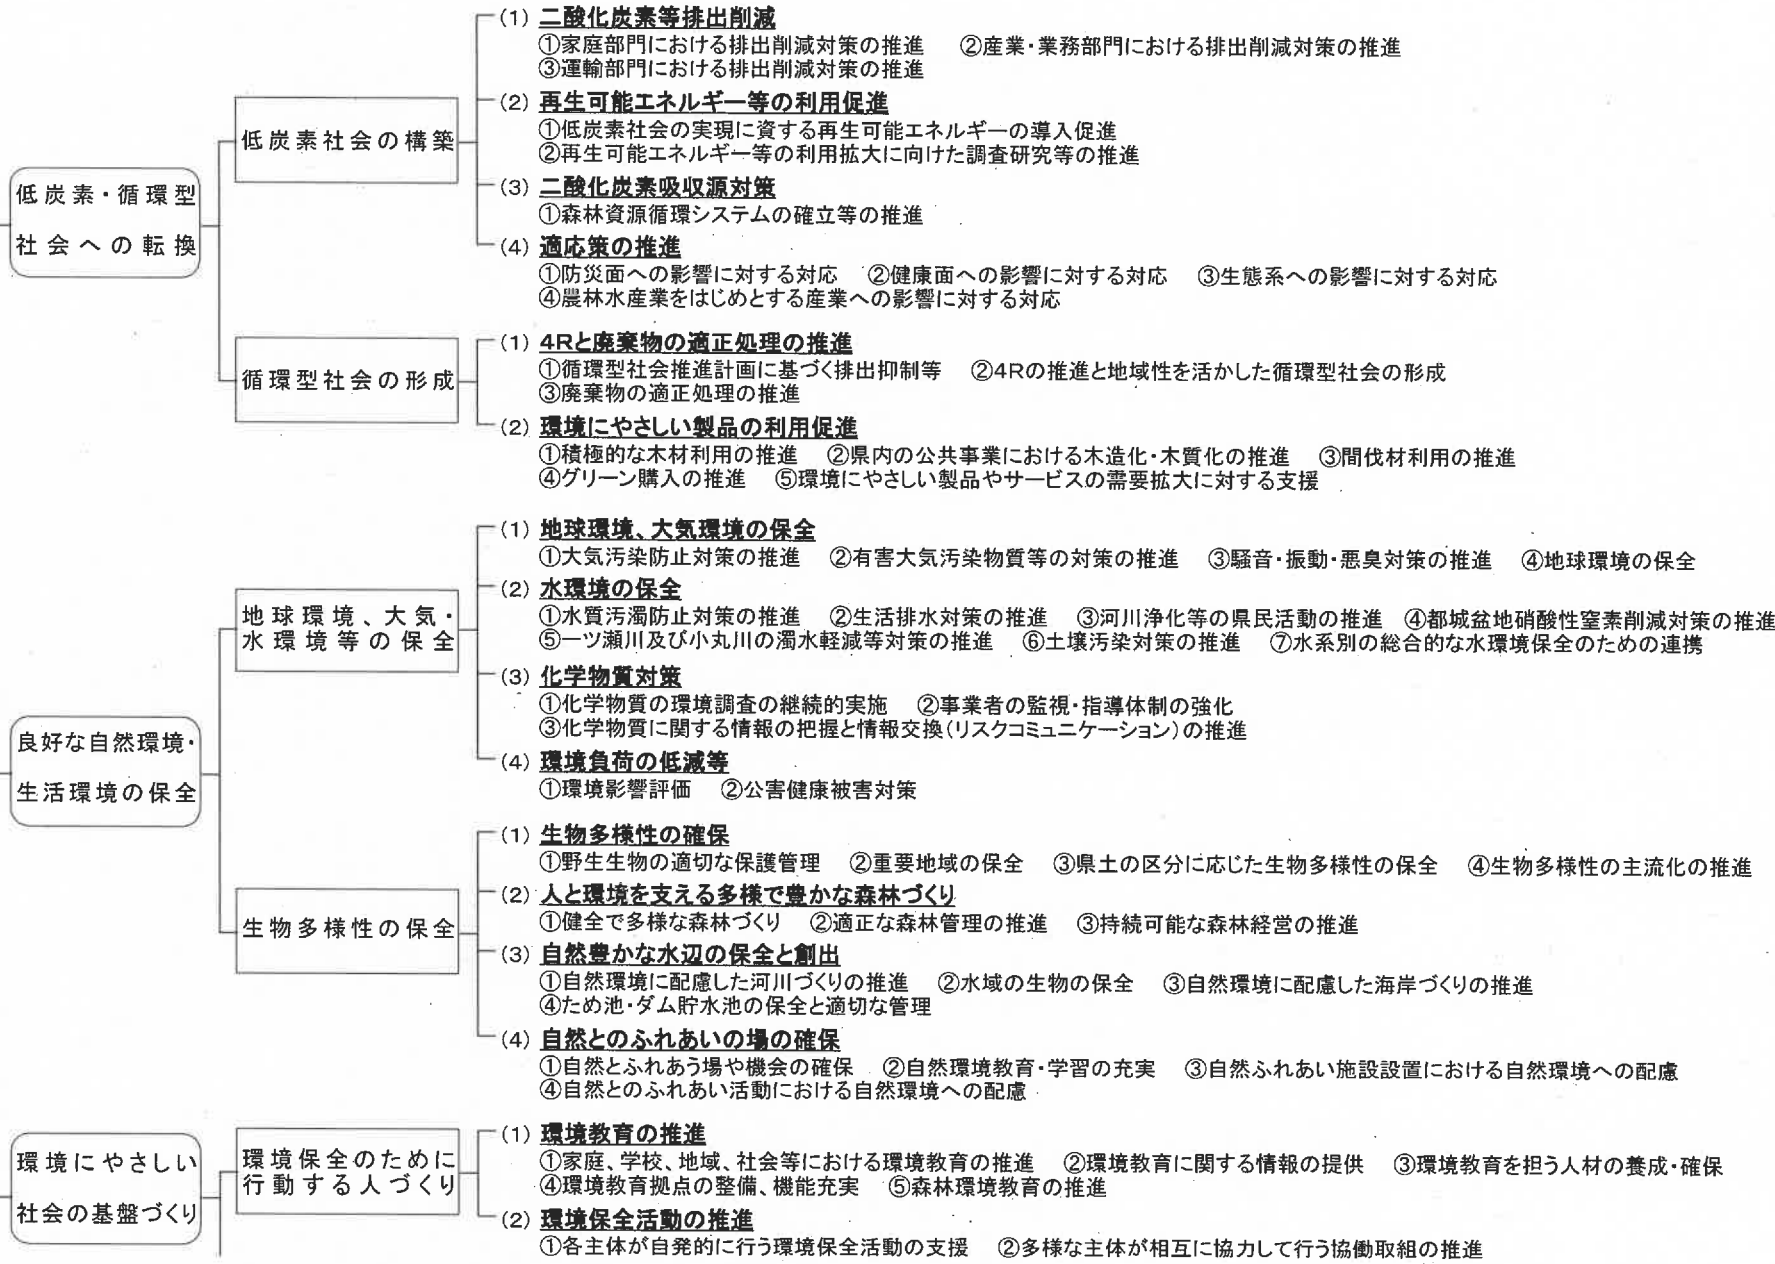 低炭素・循環型
社会への転換
低炭素社会の構築
(1) 二酸化炭素等排出削減
①家庭部門における排出削減対策の推進　②産業・業務部門における排出削減対策の推進
③運輸部門における排出削減対策の推進
(2) 再生可能エネルギー等の利用促進
①低炭素社会の実現に資する再生可能エネルギーの導入促進
②再生可能エネルギー等の利用拡大に向けた調査研究等の推進
(3) 二酸化炭素吸収源対策
①森林資源循環システムの確立等の推進
(4) 適応策の推進
①防災面への影響に対する対応　②健康面への影響に対する対応　③生態系への影響に対する対応
④農林水産業をはじめとする産業への影響に対する対応
循環型社会の形成
(1) 4Rと廃棄物の適正処理の推進
①循環型社会推進計画に基づく排出抑制等　②4Rの推進と地域性を活かした循環型社会の形成
③廃棄物の適正処理の推進
(2) 環境にやさしい製品の利用促進
①積極的な木材利用の推進　②県内の公共事業における木造化・木質化の推進　③間伐材利用の推進
④グリーン購入の推進　⑤環境にやさしい製品やサービスの需要拡大に対する支援
良好な自然環境・
生活環境の保全
地球環境、大気・
水環境等の保全
(1) 地球環境、大気環境の保全
①大気汚染防止対策の推進　②有害大気汚染物質等の対策の推進　③騒音・振動・悪臭対策の推進　④地球環境の保全
(2) 水環境の保全
①水質汚濁防止対策の推進　②生活排水対策の推進　③河川浄化等の県民活動の推進　④都城盆地硝酸性窒素削減対策の推進
⑤一ツ瀬川及び小丸川の濁水軽減等対策の推進　⑥土壌汚染対策の推進　⑦水系別の総合的な水環境保全のための連携
(3) 化学物質対策
①化学物質の環境調査の継続的実施　②事業者の監視・指導体制の強化
③化学物質に関する情報の把握と情報交換(リスクコミュニケーション)の推進
(4) 環境負荷の低減等
①環境影響評価　②公害健康被害対策
生物多様性の保全
(1) 生物多様性の確保
①野生生物の適切な保護管理　②重要地域の保全　③県土の区分に応じた生物多様性の保全　④生物多様性の主流化の推進
(2) 人と環境を支える多様で豊かな森林づくり
①健全で多様な森林づくり　②適正な森林管理の推進　③持続可能な森林経営の推進
(3) 自然豊かな水辺の保全と創出
①自然環境に配慮した河川づくりの推進　②水域の生物の保全　③自然環境に配慮した海岸づくりの推進
④ため池・ダム貯水池の保全と適切な管理
(4) 自然とのふれあいの場の確保
①自然とふれあう場や機会の確保　②自然環境教育・学習の充実　③自然ふれあい施設設置における自然環境への配慮
④自然とのふれあい活動における自然環境への配慮
環境にやさしい
社会の基盤づくり
環境保全のために
行動する人づくり
(1) 環境教育の推進
①家庭、学校、地域、社会等における環境教育の推進　②環境教育に関する情報の提供　③環境教育を担う人材の養成・確保
④環境教育拠点の整備、機能充実　⑤森林環境教育の推進
(2) 環境保全活動の推進
①各主体が自発的に行う環境保全活動の支援　②多様な主体が相互に協力して行う協働取組の推進